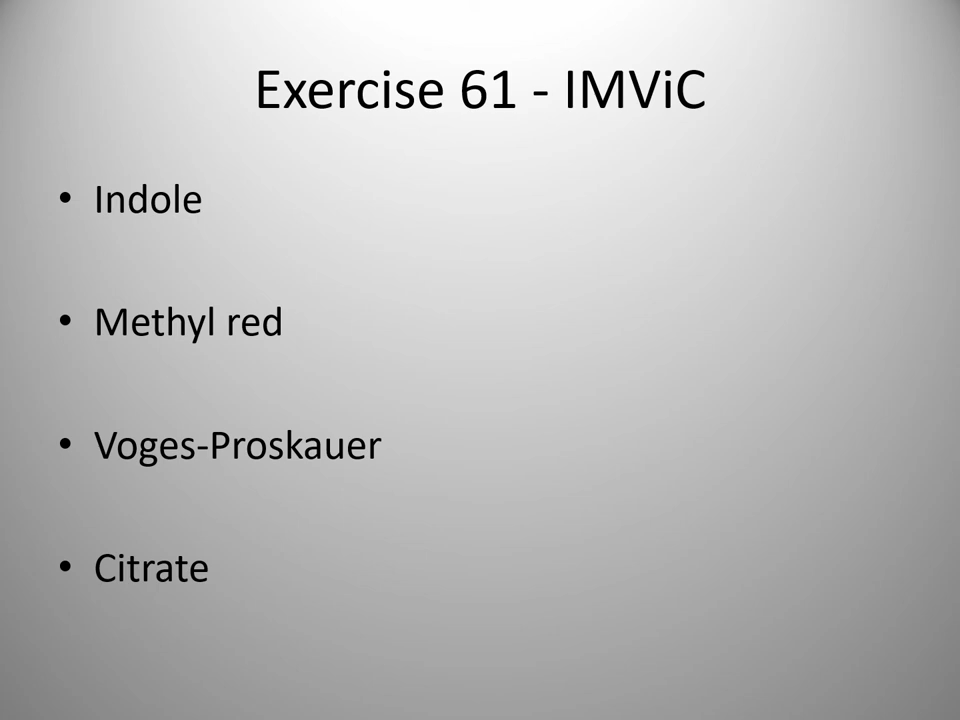 Exercise 61 - IMViC
• Indole
• Methyl red
• Voges-Proskauer
• Citrate